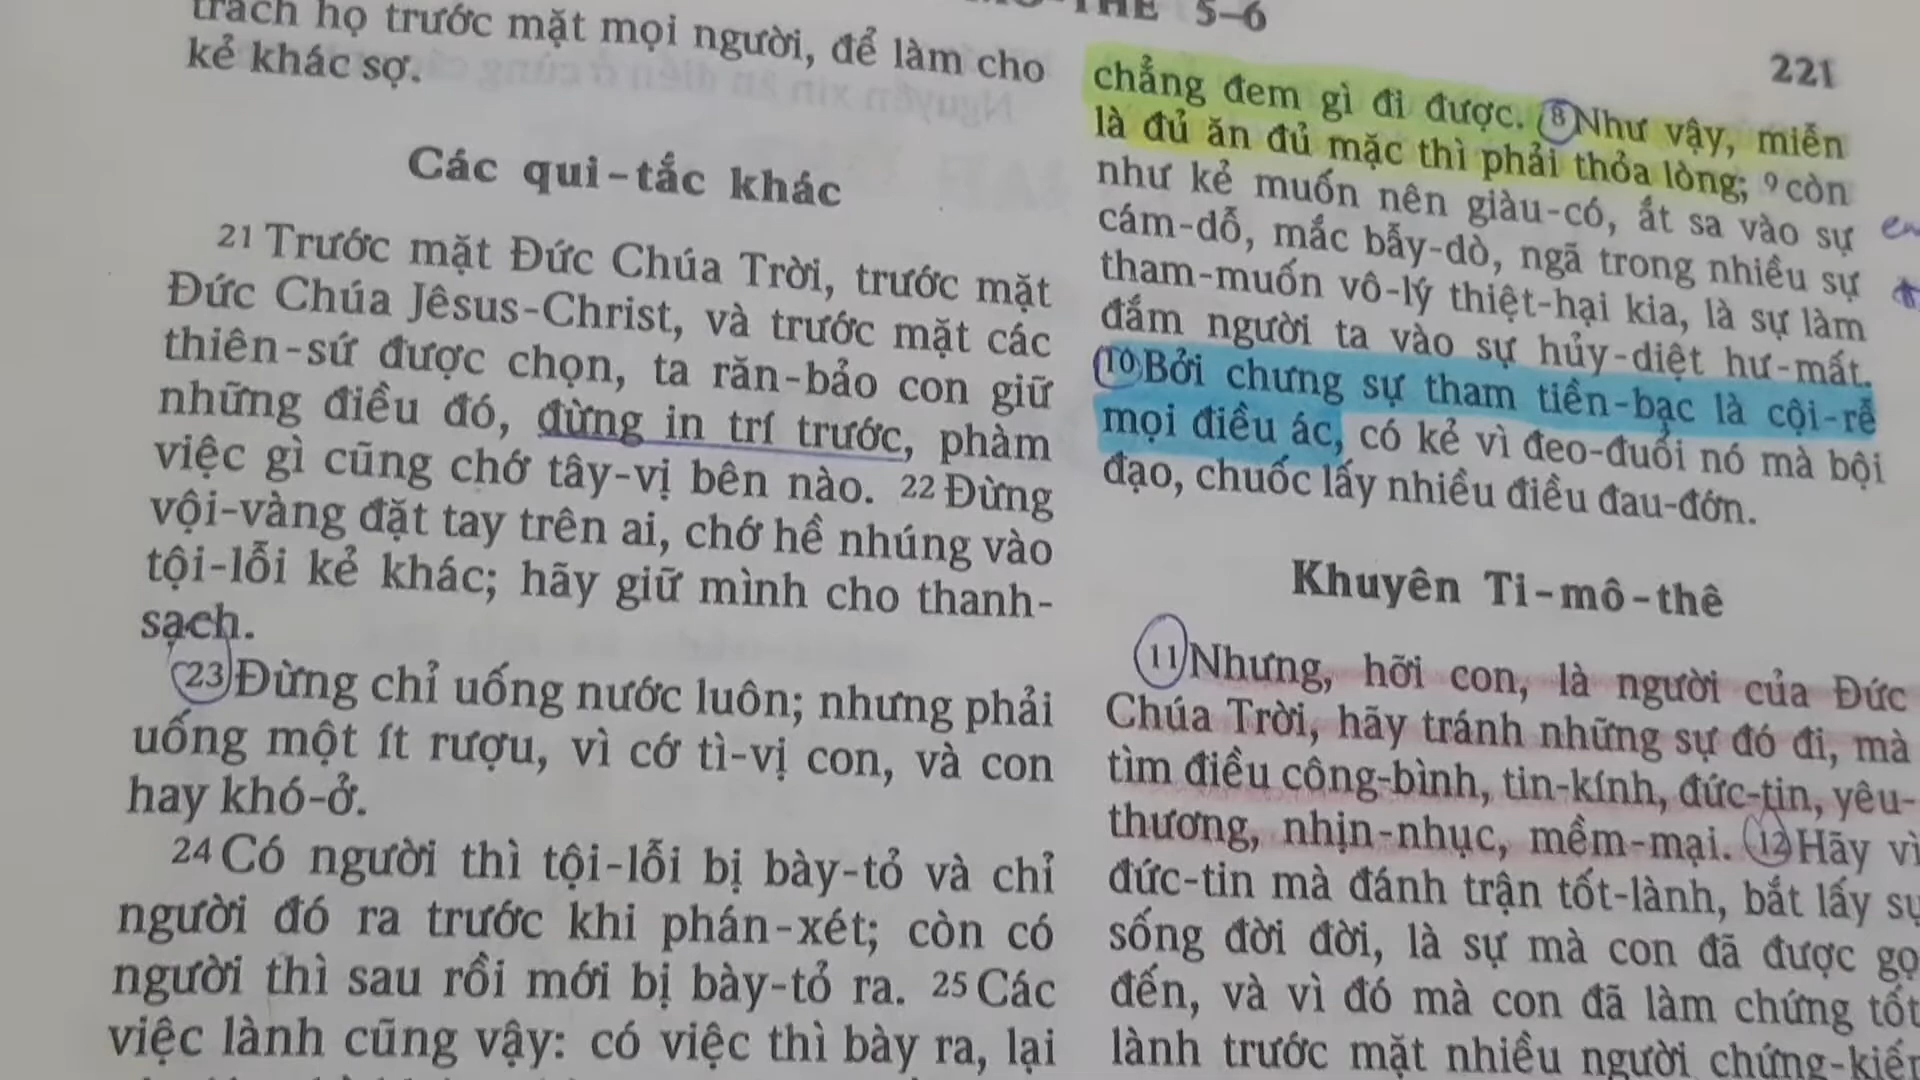 5–6
221
trách họ trước mặt mọi người, để làm cho
kẻ khác sợ.
Các qui-tắc khác
21 Trước mặt Đức Chúa Trời, trước mặt
Đức Chúa Jêsus-Christ, và trước mặt các
thiên-sứ được chọn, ta răn-bảo con giữ
những điều đó, đừng in trí trước, phàm
việc gì cũng chớ tây-vị bên nào. 22 Đừng
vội-vàng đặt tay trên ai, chớ hề nhúng vào
tội-lỗi kẻ khác; hãy giữ mình cho thanh-
sạch.
23 Đừng chỉ uống nước luôn; nhưng phải
uống một ít rượu, vì cớ tì-vị con, và con
hay khó-ở.
24 Có người thì tội-lỗi bị bày-tỏ và chỉ
người đó ra trước khi phán-xét; còn có
người thì sau rồi mới bị bày-tỏ ra. 25 Các
việc lành cũng vậy: có việc thì bày ra, lại
chẳng đem gì đi được. 8 Như vậy, miễn
là đủ ăn đủ mặc thì phải thỏa lòng; 9 còn
như kẻ muốn nên giàu-có, ắt sa vào sự
cám-dỗ, mắc bẫy-dò, ngã trong nhiều sự
tham-muốn vô-lý thiệt-hại kia, là sự làm
đắm người ta vào sự hủy-diệt hư-mất.
10 Bởi chưng sự tham tiền-bạc là cội-rễ
mọi điều ác, có kẻ vì đeo-đuổi nó mà bội
đạo, chuốc lấy nhiều điều đau-đớn.
Khuyên Ti-mô-thê
11 Nhưng, hỡi con, là người của Đức
Chúa Trời, hãy tránh những sự đó đi, mà
tìm điều công-bình, tin-kính, đức-tin, yêu-
thương, nhịn-nhục, mềm-mại. 12 Hãy vì
đức-tin mà đánh trận tốt-lành, bắt lấy sự
sống đời đời, là sự mà con đã được gọ
đến, và vì đó mà con đã làm chứng tốt
lành trước mặt nhiều người chứng-kiến